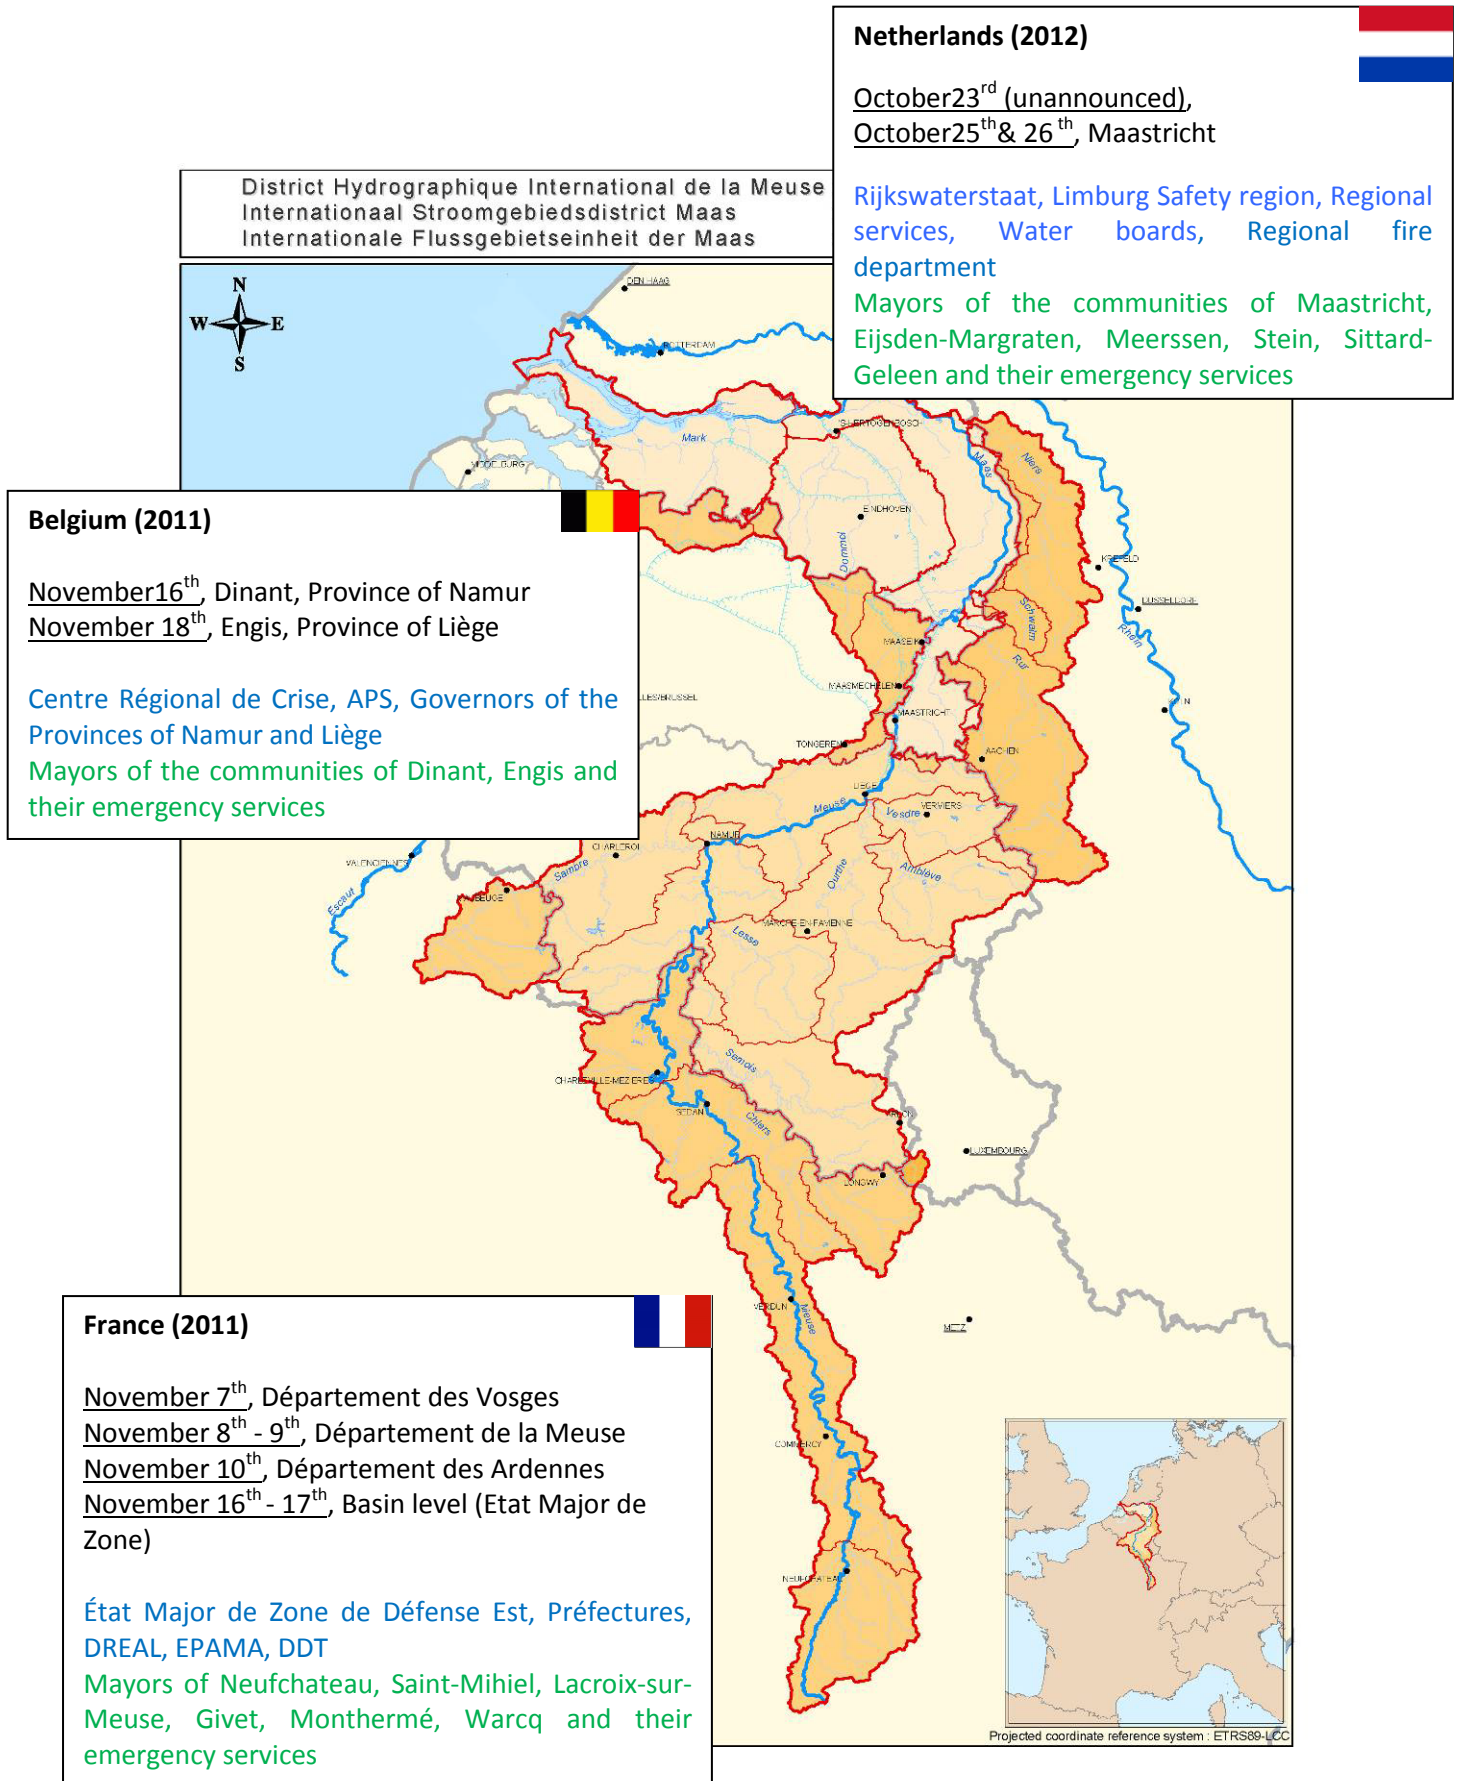 Netherlands (2012)
October23rd (unannounced),
October25th& 26 th, Maastricht
Rijkswaterstaat, Limburg Safety region, Regional
services, Water boards, Regional fire
department
Mayors of the communities of Maastricht,
Eijsden-Margraten, Meerssen, Stein, Sittard-
Geleen and their emergency services
District Hydrographique International de la Meuse
Internationaal Stroomgebiedsdistrict Maas
Internationale Flussgebietseinheit der Maas
N
W E
S
DEN HAAG
ROTTERDAM
Mark
Maas
Niers
MIDDELBURG
EINDHOVEN
Dommel
KREFELD
DUSSELDORF
Schwalm
Rhein
Rur
MAASEIK
MAASMECHELEN
MAASTRICHT
TONGEREN
AACHEN
Belgium (2011)
November16th, Dinant, Province of Namur
November 18th, Engis, Province of Liège
Centre Régional de Crise, APS, Governors of the
Provinces of Namur and Liège
Mayors of the communities of Dinant, Engis and
their emergency services
LLES/BRUSSEL
LIEGE
Meuse
Vesdre
VERVIERS
NAMUR
CHARLEROI
VALENCIENNES
Sambre
Ourthe
Amblève
Escaut
MARCHE-EN-FAMENNE
Lesse
Semois
CHARLEVILLE-MEZIERES
SEDAN
Chiers
LUXEMBOURG
LONGWY
VERDUN
Meuse
METZ
COMMERCY
NEUFCHATEAU
France (2011)
November 7th, Département des Vosges
November 8th - 9th, Département de la Meuse
November 10th, Département des Ardennes
November 16th - 17th, Basin level (Etat Major de
Zone)
État Major de Zone de Défense Est, Préfectures,
DREAL, EPAMA, DDT
Mayors of Neufchateau, Saint-Mihiel, Lacroix-sur-
Meuse, Givet, Monthermé, Warcq and their
emergency services
Projected coordinate reference system : ETRS89-LCC